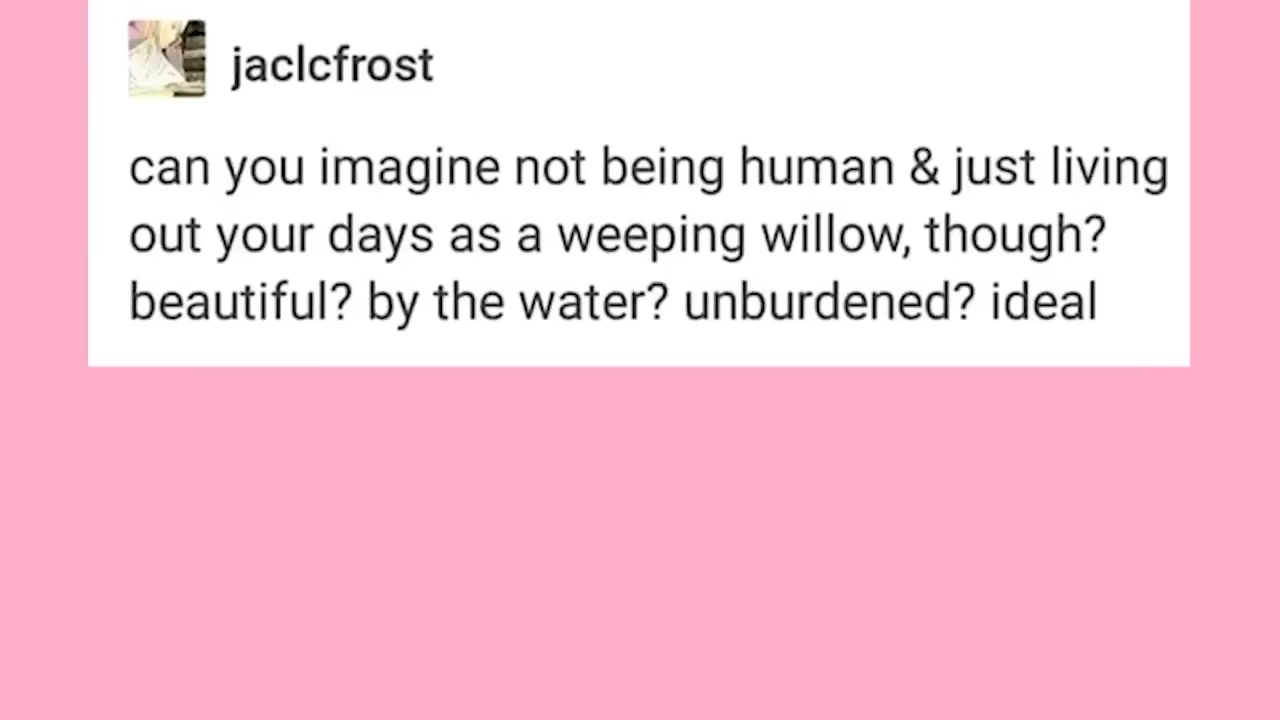 jaclcfrost
can you imagine not being human & just living
out your days as a weeping willow, though?
beautiful? by the water? unburdened? ideal